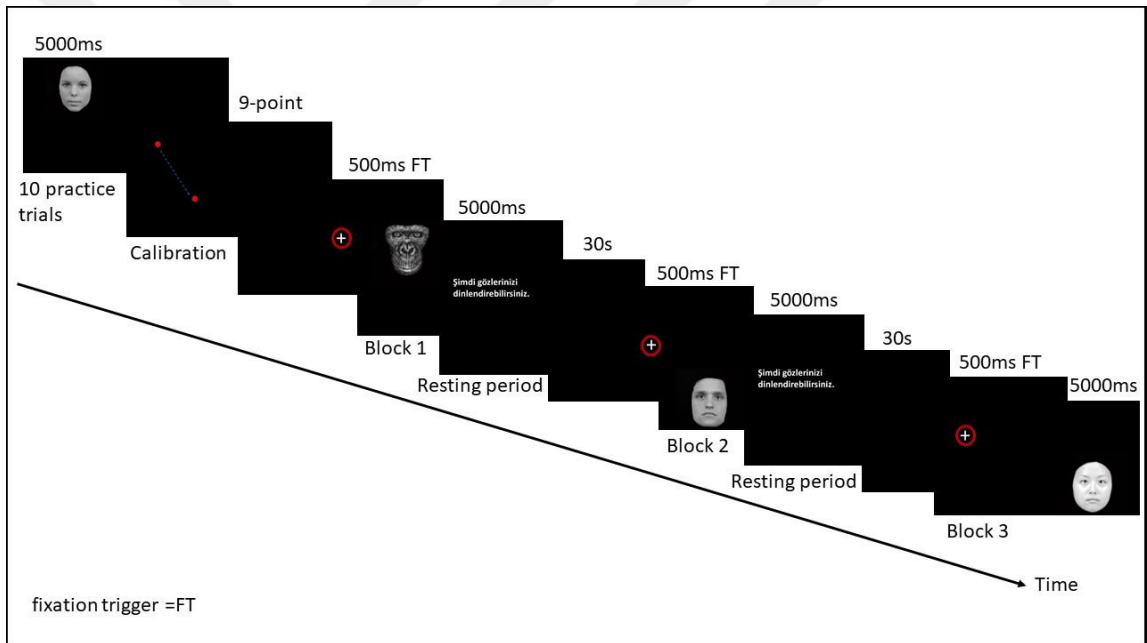 5000ms
9-point
10 practice
trials
500ms FT
Calibration
5000ms
Şimdi gözlerinizi
dinlendirebilirsiniz.
Block 1
30s
Resting period
500ms FT
5000ms
Şimdi gözlerinizi
dinlendirebilirsiniz.
Block 2
30s
Resting period
500ms FT
5000ms
Block 3
Time
fixation trigger =FT